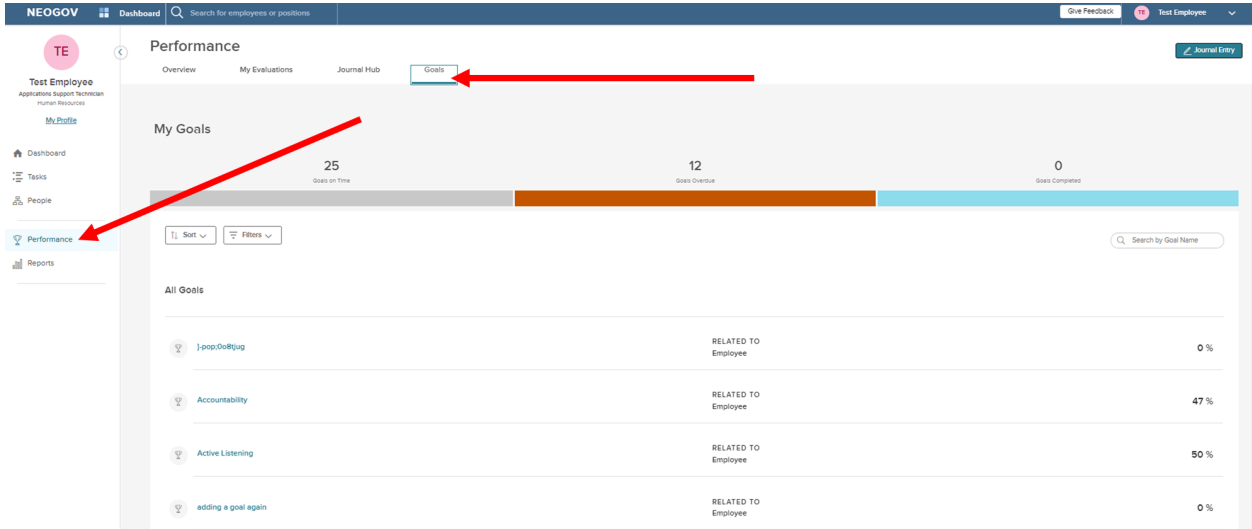 NEOGOV Dashboard Search for employees or positions Give Feedback TE Test Employee
TE
Test Employee
Applications Support Technician
Human Resources
My Profile
Dashboard
Tasks
People
Performance
Reports
Performance
Journal Entry
Overview My Evaluations Journal Hub Goals
My Goals
25 12 0
Goals on Time Goals Overdue Goals Completed
Sort Filters Search by Goal Name
All Goals
]-pop;0o8tjug RELATED TO Employee 0 %
Accountability RELATED TO Employee 47 %
Active Listening RELATED TO Employee 50 %
adding a goal again RELATED TO Employee 0 %